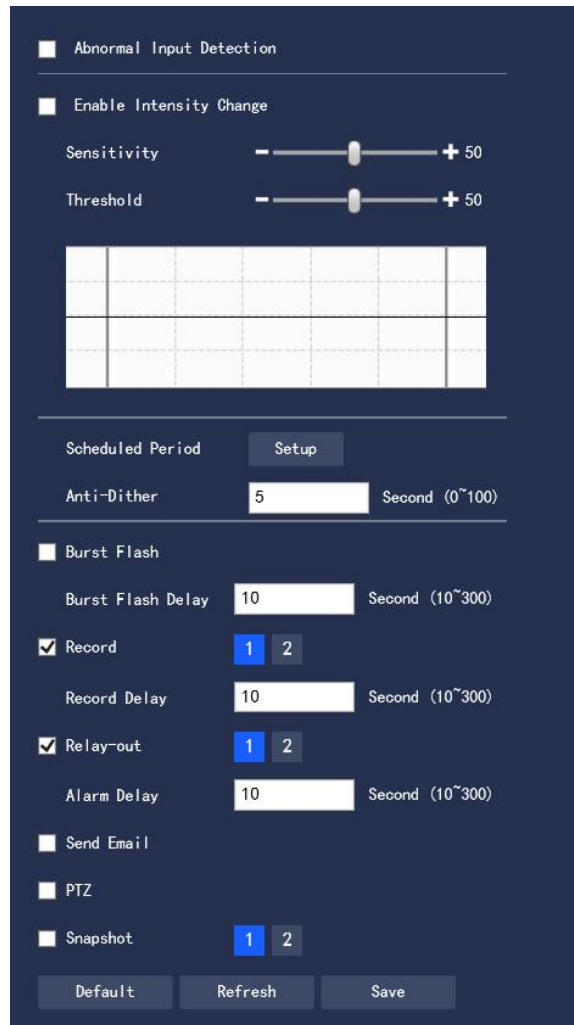 Abnormal Input Detection
Enable Intensity Change
Sensitivity - + 50
Threshold - + 50
Scheduled Period Setup
Anti-Dither 5 Second (0~100)
Burst Flash
Burst Flash Delay 10 Second (10~300)
Record 1 2
Record Delay 10 Second (10~300)
Relay-out 1 2
Alarm Delay 10 Second (10~300)
Send Email
PTZ
Snapshot 1 2
Default Refresh Save